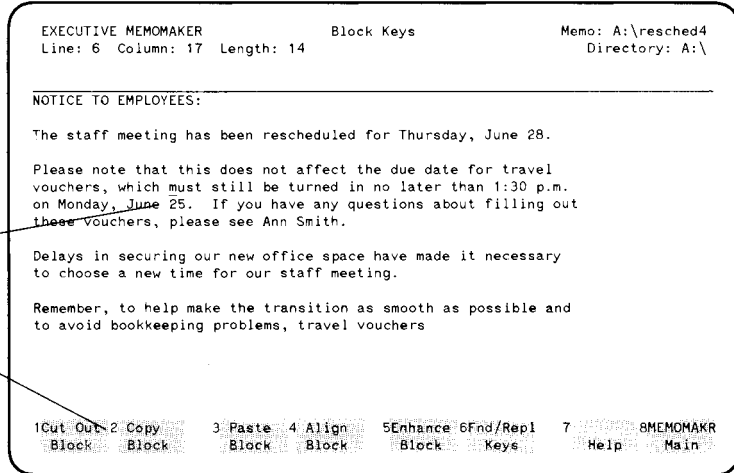 EXECUTIVE MEMOMAKER Block Keys Memo: A:\resched4
Line: 6 Column: 17 Length: 14 Directory: A:\
NOTICE TO EMPLOYEES:
The staff meeting has been rescheduled for Thursday, June 28.
Please note that this does not affect the due date for travel
vouchers, which must still be turned in no later than 1:30 p.m.
on Monday, June 25. If you have any questions about filling out
these vouchers, please see Ann Smith.
Delays in securing our new office space have made it necessary
to choose a new time for our staff meeting.
Remember, to help make the transition as smooth as possible and
to avoid bookkeeping problems, travel vouchers
1Cut Out 2 Copy 3 Paste 4 Align 5Enhance 6Fnd/Repl 7 8MEMOMAKR
Block Block Block Block Block Keys Help Main